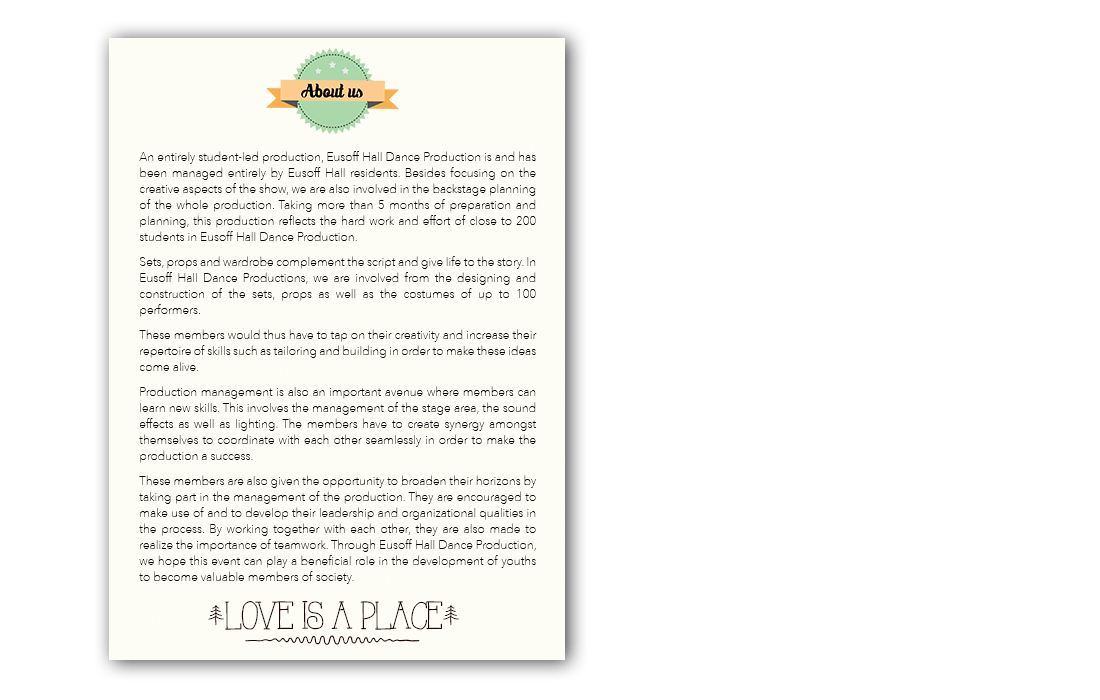 About us
An entirely student-led production, Eusoff Hall Dance Production is and has
been managed entirely by Eusoff Hall residents. Besides focusing on the
creative aspects of the show, we are also involved in the backstage planning
of the whole production. Taking more than 5 months of preparation and
planning, this production reflects the hard work and effort of close to 200
students in Eusoff Hall Dance Production.
Sets, props and wardrobe complement the script and give life to the story. In
Eusoff Hall Dance Productions, we are involved from the designing and
construction of the sets, props as well as the costumes of up to 100
performers.
These members would thus have to tap on their creativity and increase their
repertoire of skills such as tailoring and building in order to make these ideas
come alive.
Production management is also an important avenue where members can
learn new skills. This involves the management of the stage area, the sound
effects as well as lighting. The members have to create synergy amongst
themselves to coordinate with each other seamlessly in order to make the
production a success.
These members are also given the opportunity to broaden their horizons by
taking part in the management of the production. They are encouraged to
make use of and to develop their leadership and organizational qualities in
the process. By working together with each other, they are also made to
realize the importance of teamwork. Through Eusoff Hall Dance Production,
we hope this event can play a beneficial role in the development of youths
to become valuable members of society.
LOVE IS A PLACE